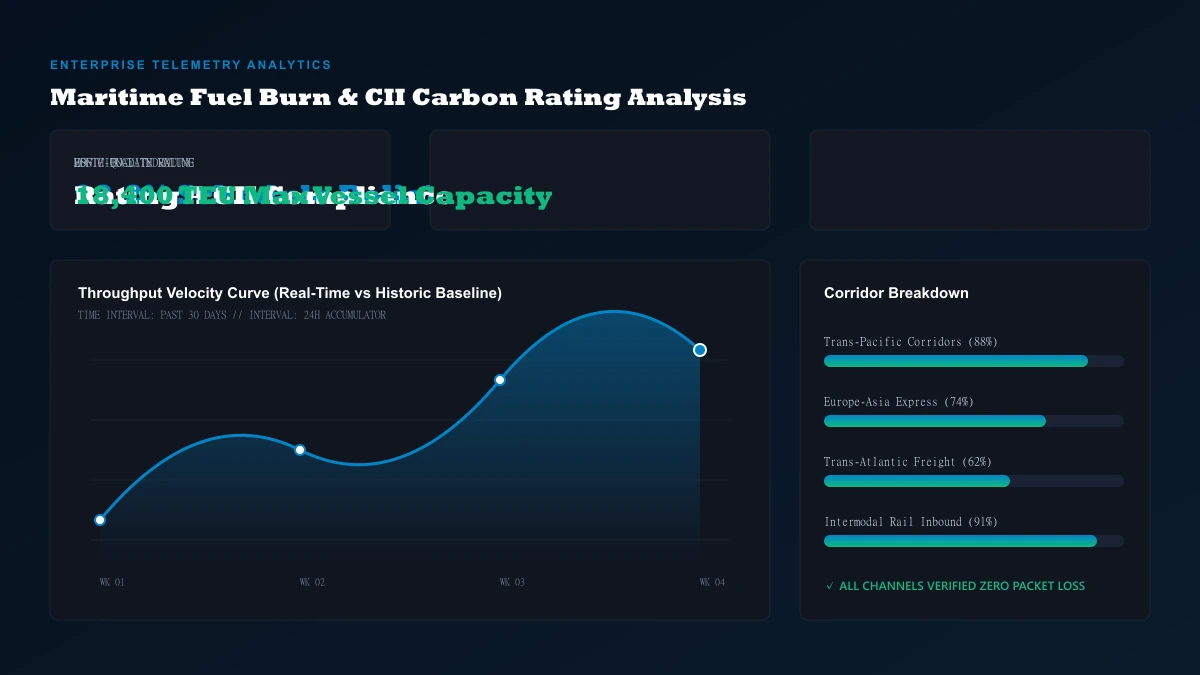 ENTERPRISE TELEMETRY ANALYTICS
Maritime Fuel Burn & CII Carbon Rating Analysis
Vessel Capacity
Throughput Velocity Curve (Real-Time vs Historic Baseline)
TIME INTERVAL: PAST 30 DAYS // INTERVAL: 24H ACCUMULATOR
WK 01
WK 02
WK 03
WK 04
Corridor Breakdown
Trans-Pacific Corridors (88%)
Europe-Asia Express (74%)
Trans-Atlantic Freight (62%)
Intermodal Rail Inbound (91%)
✓ ALL CHANNELS VERIFIED ZERO PACKET LOSS